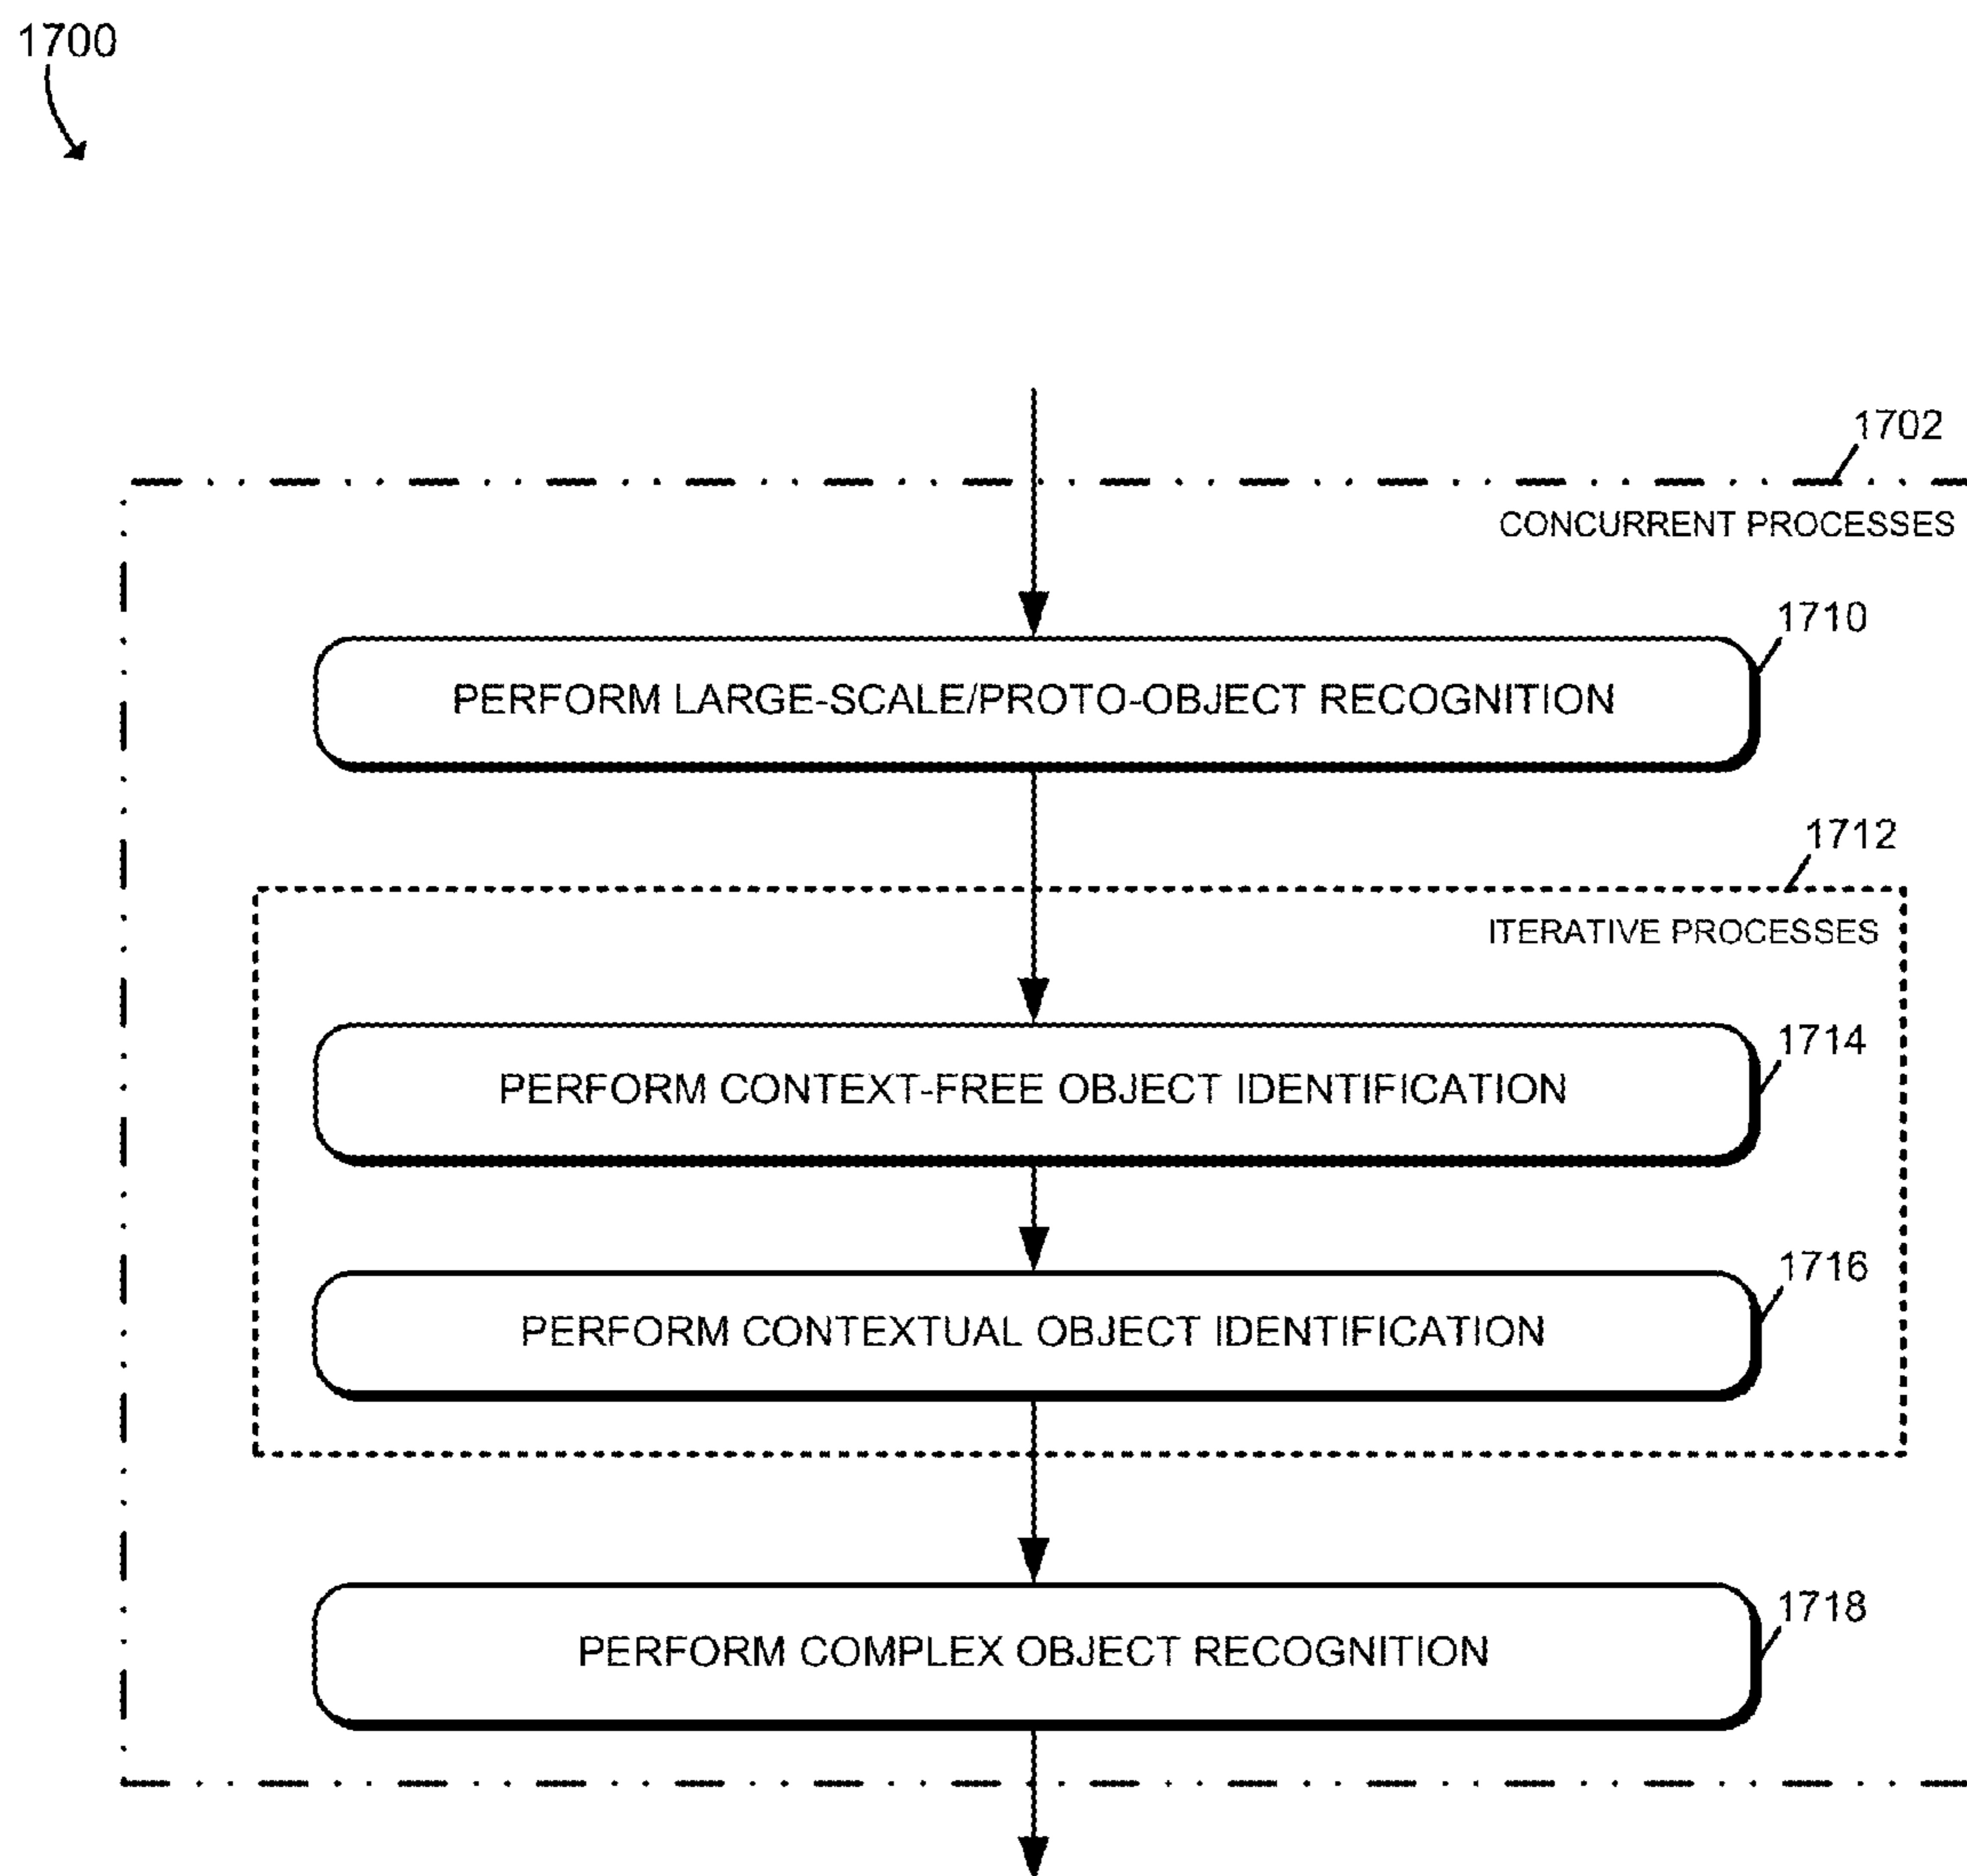 1700
1702
CONCURRENT PROCESSES
1710
PERFORM LARGE-SCALE/PROTO-OBJECT RECOGNITION
1712
ITERATIVE PROCESSES
1714
PERFORM CONTEXT-FREE OBJECT IDENTIFICATION
1716
PERFORM CONTEXTUAL OBJECT IDENTIFICATION
1718
PERFORM COMPLEX OBJECT RECOGNITION